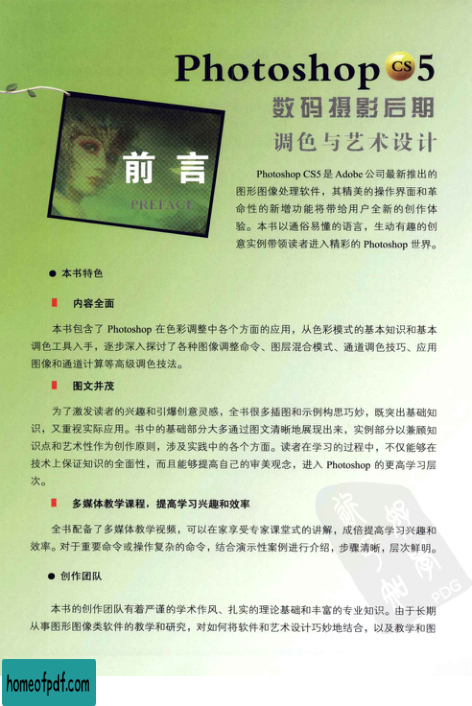 Photoshop CS 5
数码摄影后期
调色与艺术设计
前言
PREFACE
Photoshop CS5 是 Adobe 公司最新推出的
图形图像处理软件，其精美的操作界面和革
命性的新增功能将带给用户全新的创作体
验。本书以通俗易懂的语言，生动有趣的创
意实例带领读者进入精彩的 Photoshop 世界。
● 本书特色
内容全面
本书包含了 Photoshop 在色彩调整中各个方面的应用，从色彩模式的基本知识和基本
调色工具入手，逐步深入探讨了各种图像调整命令、图层混合模式、通道调色技巧、应用
图像和通道计算等高级调色技法。
图文并茂
为了激发读者的兴趣和引爆创意灵感，全书很多插图和示例构思巧妙，既突出基础知
识，又重视实际应用。书中的基础部分大多通过图文清晰地展现出来，实例部分以兼顾知
识点和艺术性作为创作原则，涉及实践中的各个方面。读者在学习的过程中，不仅能够在
技术上保证知识的全面性，而且能够提高自己的审美观念，进入 Photoshop 的更高学习层
次。
多媒体教学课程，提高学习兴趣和效率
全书配备了多媒体教学视频，可以在家享受专家课堂式的讲解，成倍提高学习兴趣和
效率。对于重要命令或操作复杂的命令，结合演示性案例进行介绍，步骤清晰，层次鲜明。
● 创作团队
本书的创作团队有着严谨的学术作风、扎实的理论基础和丰富的专业知识。由于长期
从事图形图像类软件的教学和研究，对如何将软件和艺术设计巧妙地结合，以及教学和图
PDG
homeofpdf.com